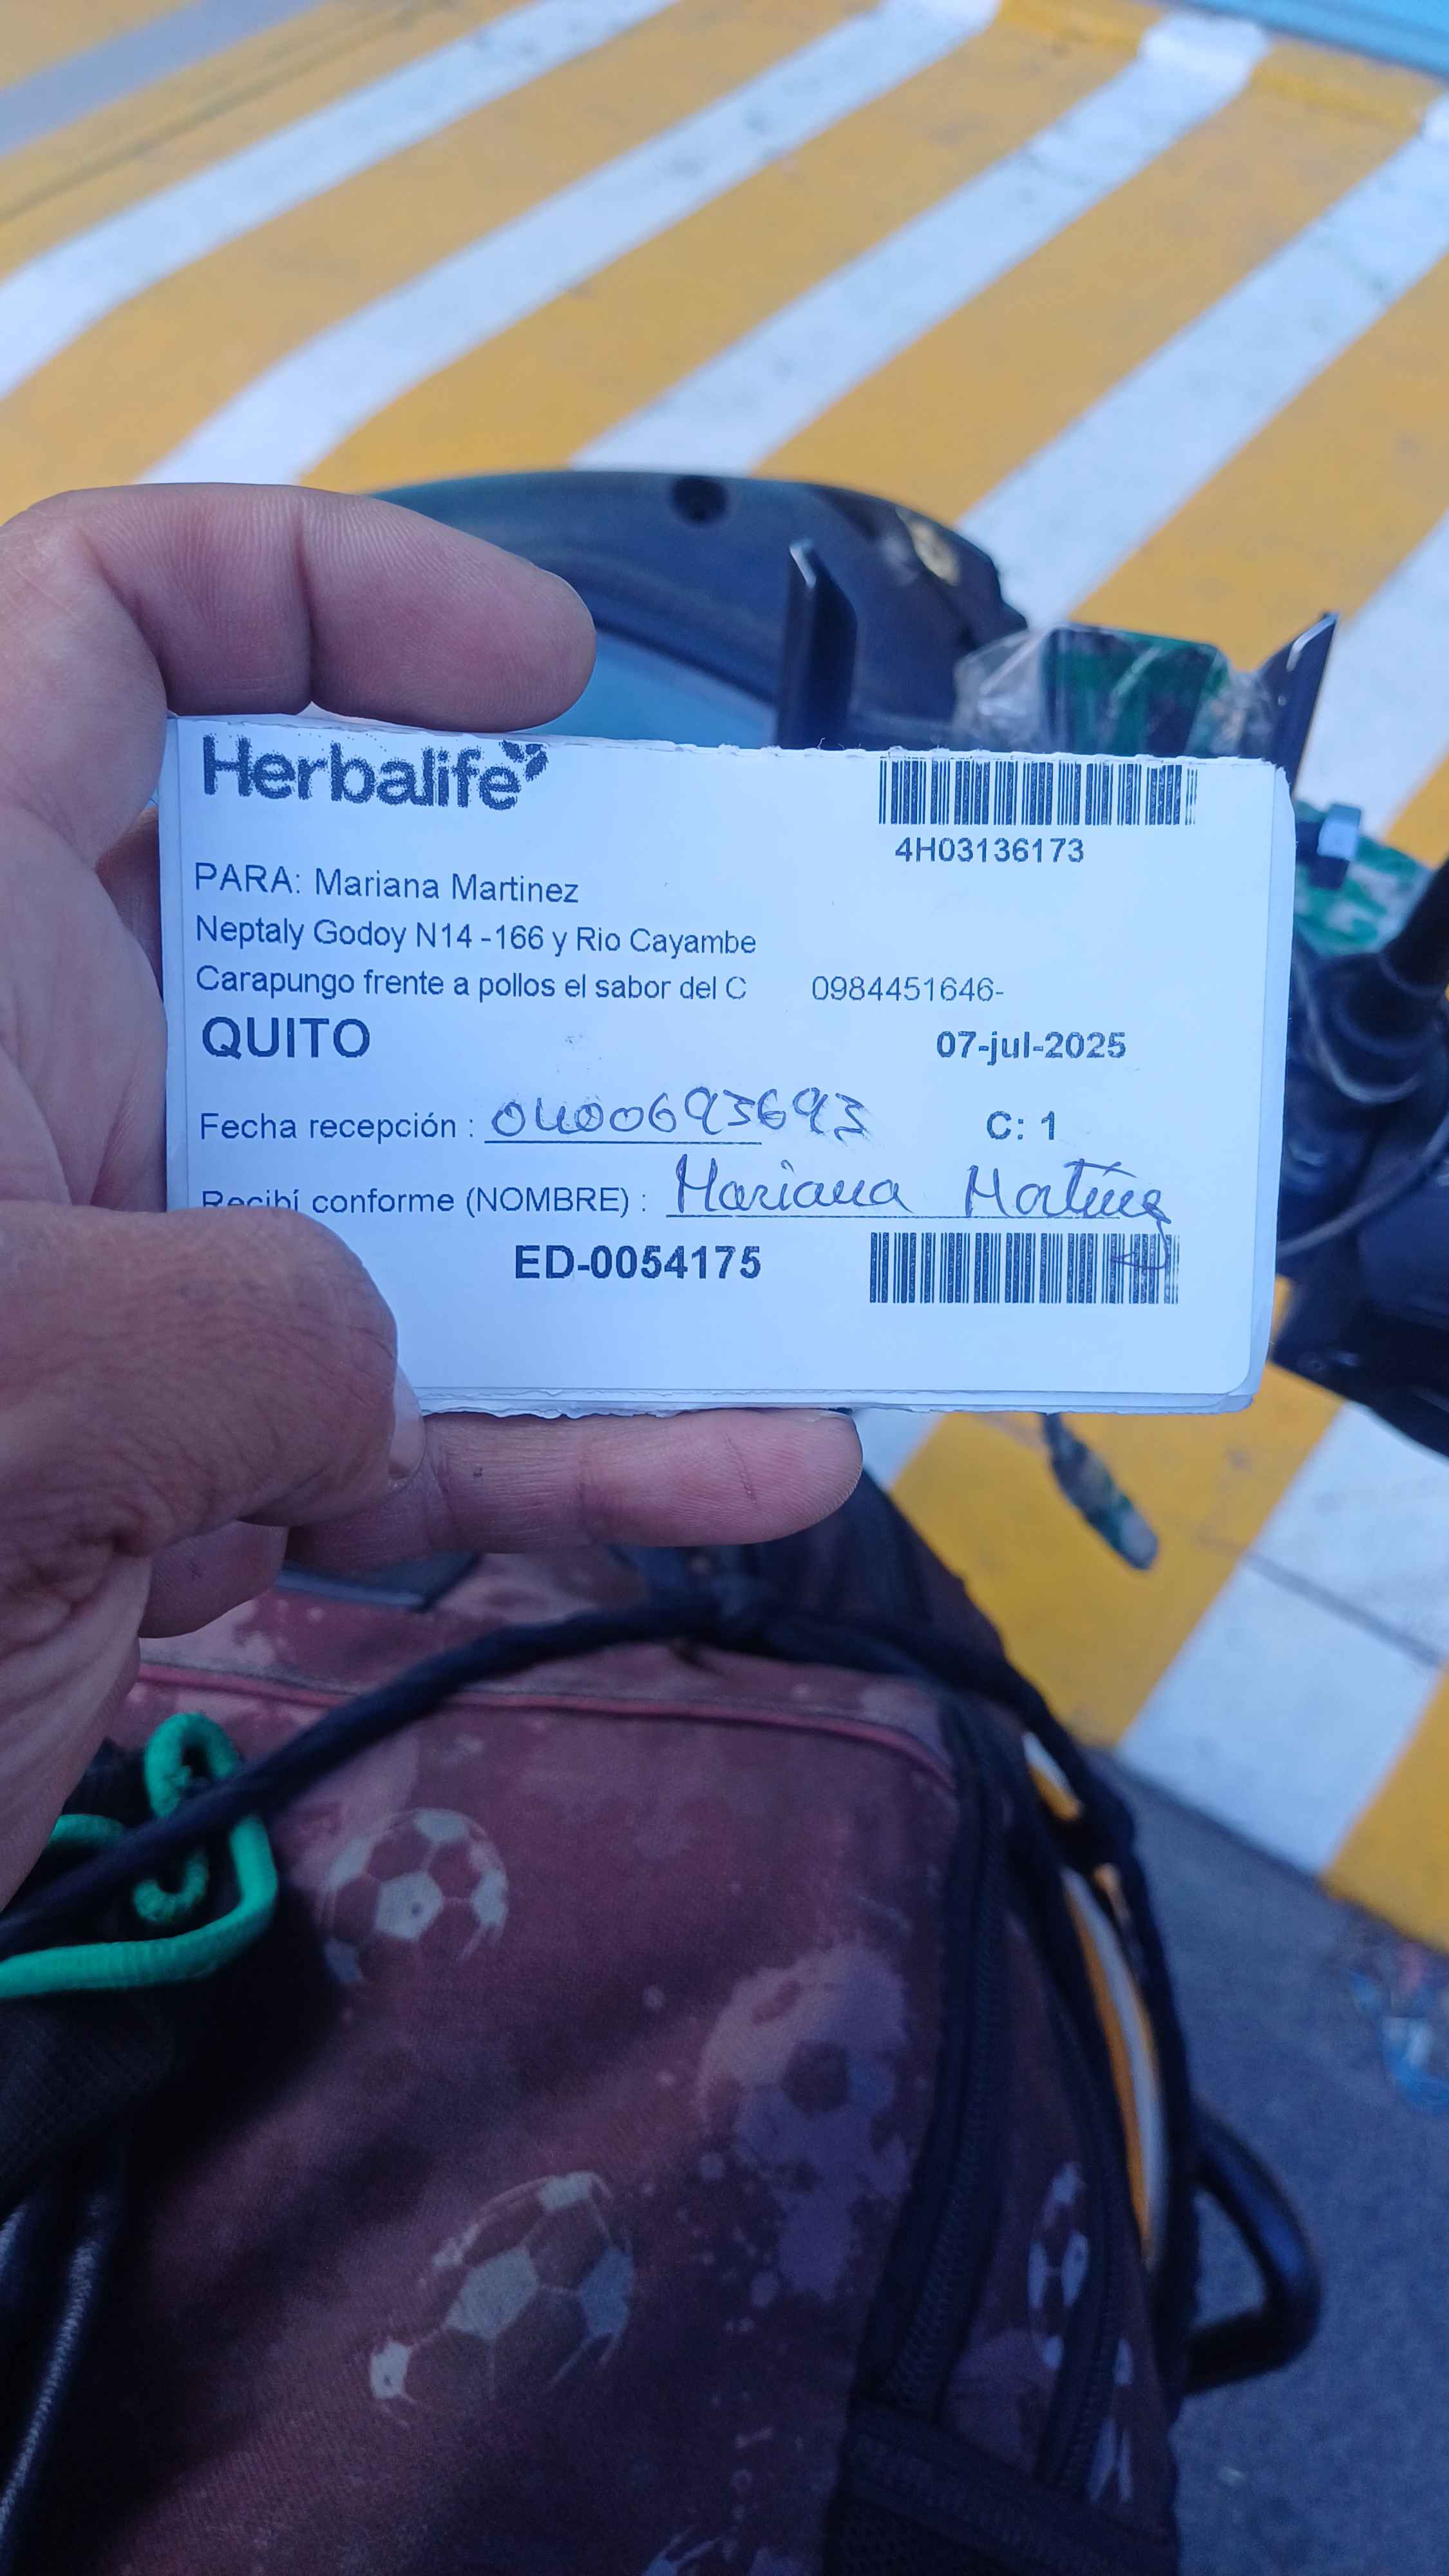 Herbalife
4H03136173
PARA: Mariana Martinez
Neptaly Godoy N14 -166 y Rio Cayambe
Carapungo frente a pollos el sabor del C 0984451646-
QUITO 07-jul-2025
Fecha recepción : 0400693693 C: 1
Recibí conforme (NOMBRE) : Mariana Martínez
ED-0054175